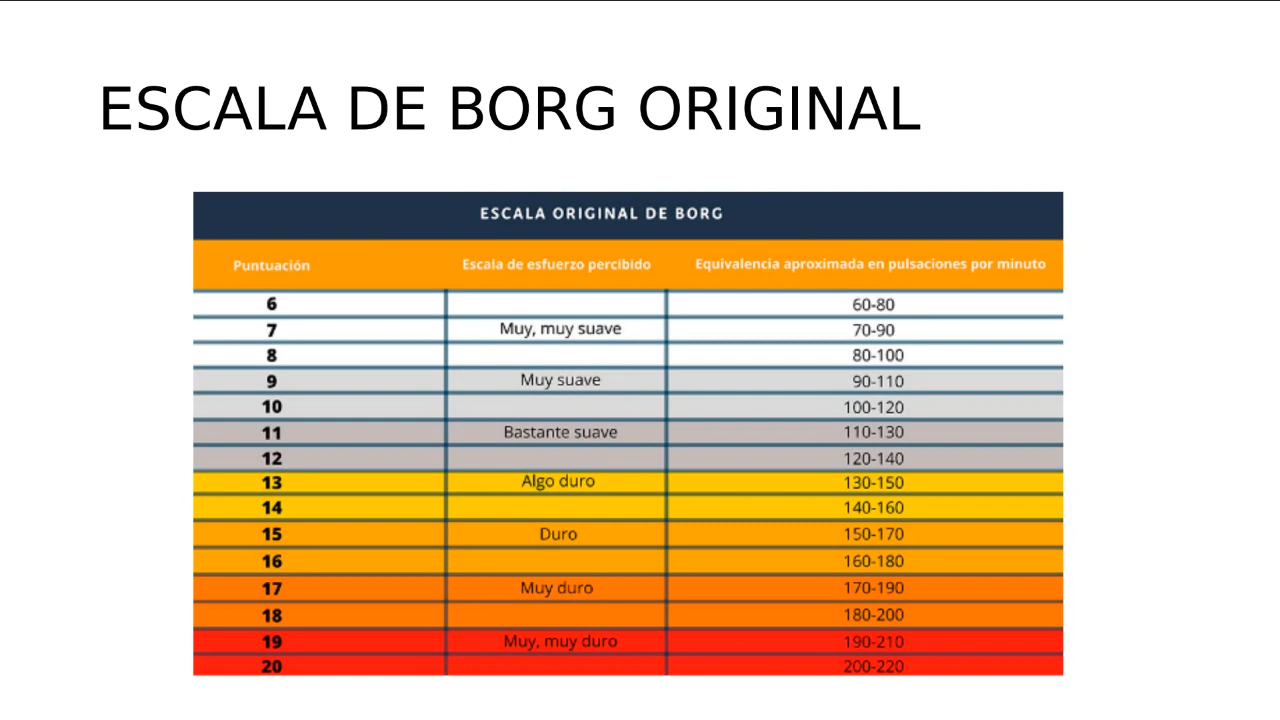 ESCALA DE BORG ORIGINAL
ESCALA ORIGINAL DE BORG
Puntuación Escala de esfuerzo percibido Equivalencia aproximada en pulsaciones por minuto
6 60-80
7 Muy, muy suave 70-90
8 80-100
9 Muy suave 90-110
10 100-120
11 Bastante suave 110-130
12 120-140
13 Algo duro 130-150
14 140-160
15 Duro 150-170
16 160-180
17 Muy duro 170-190
18 180-200
19 Muy, muy duro 190-210
20 200-220